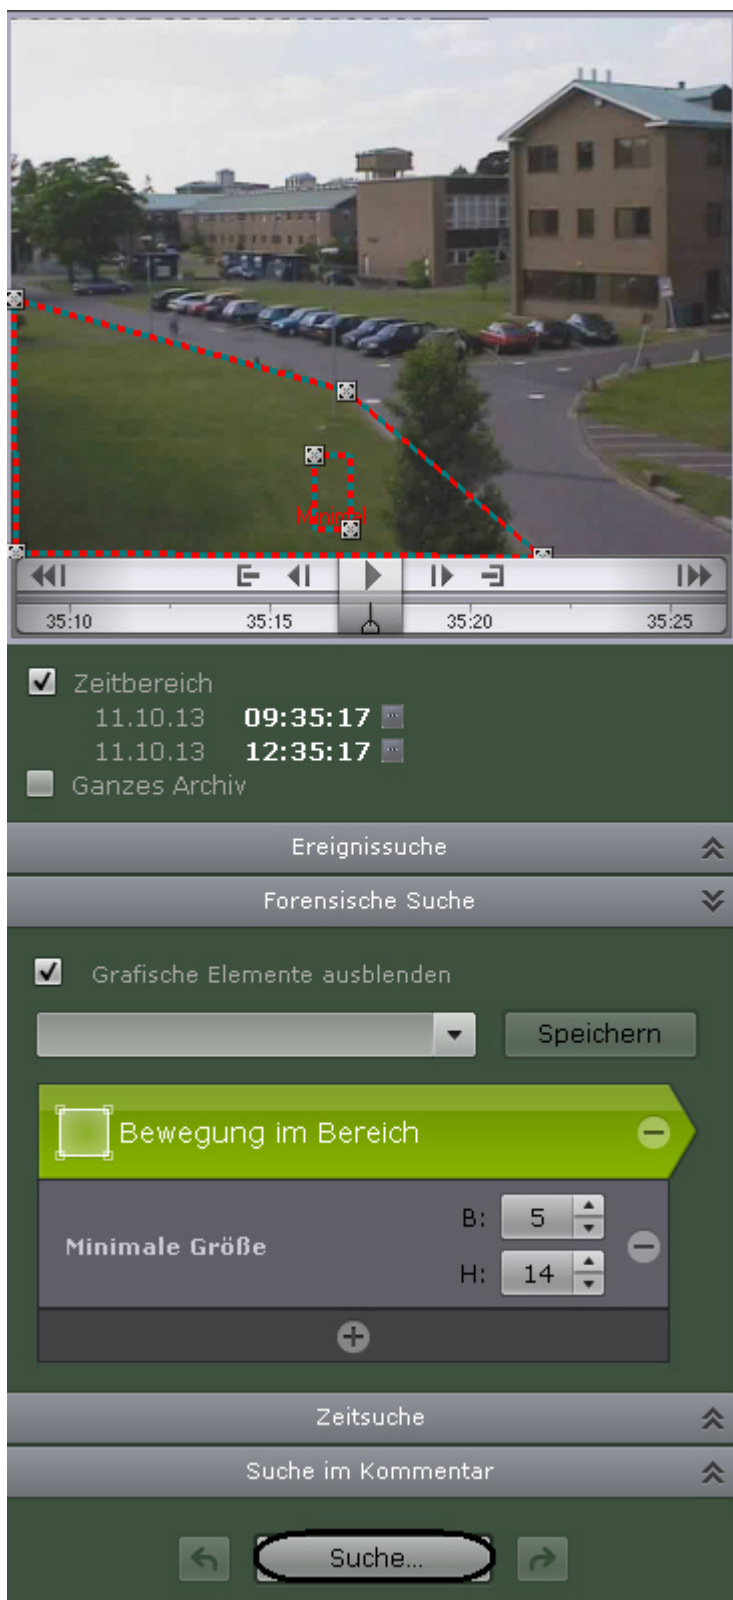 Minimal
35:10 35:15 35:20 35:25
Zeitbereich
11.10.13 09:35:17
11.10.13 12:35:17
Ganzes Archiv
Ereignissuche
Forensische Suche
Grafische Elemente ausblenden
Speichern
Bewegung im Bereich
B: 5
Minimale Größe
H: 14
Zeitsuche
Suche im Kommentar
Suche...